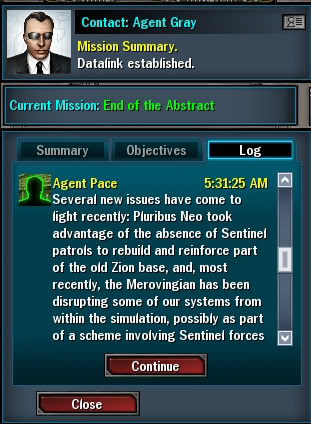 Contact: Agent Gray
Mission Summary.
Datalink established.
Current Mission: End of the Abstract
Summary
Objectives
Log
Agent Pace 5:31:25 AM
Several new issues have come to
light recently: Pluribus Neo took
advantage of the absence of Sentinel
patrols to rebuild and reinforce part
of the old Zion base, and, most
recently, the Merovingian has been
disrupting some of our systems from
within the simulation, possibly as part
of a scheme involving Sentinel forces
Continue
Close